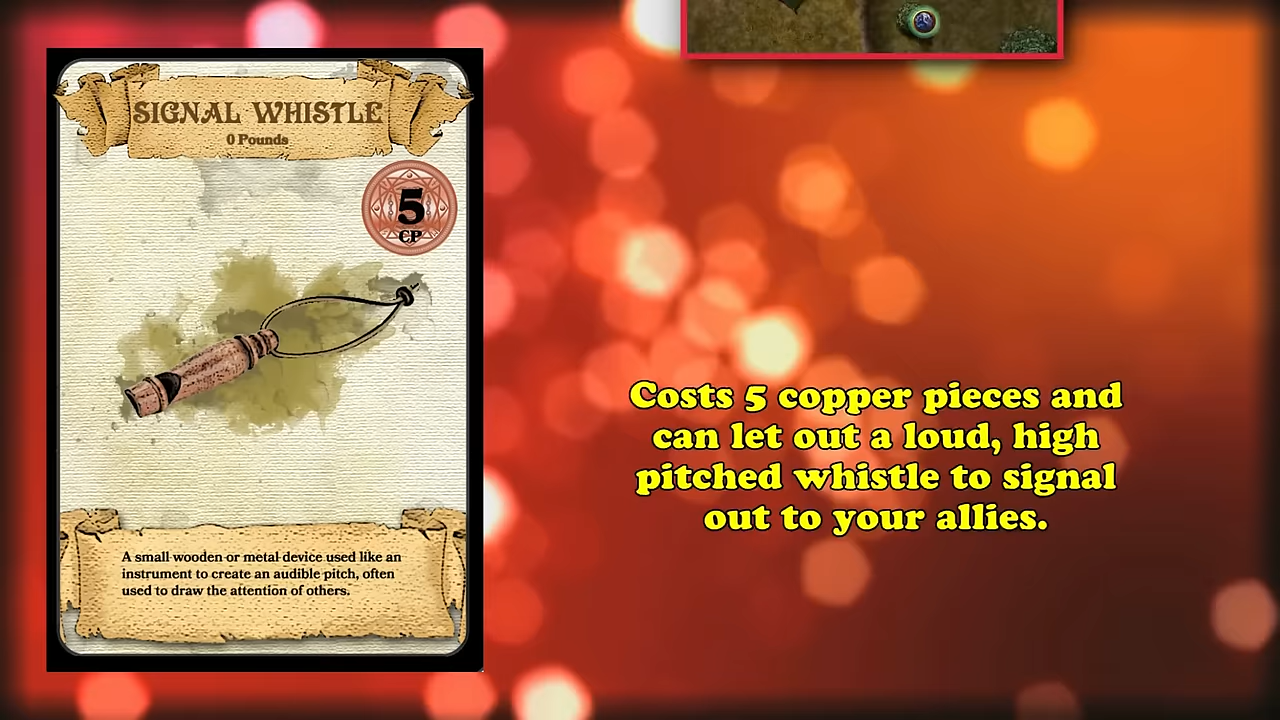 SIGNAL WHISTLE
0 Pounds
5
CP
A small wooden or metal device used like an
instrument to create an audible pitch, often
used to draw the attention of others.
Costs 5 copper pieces and
can let out a loud, high
pitched whistle to signal
out to your allies.